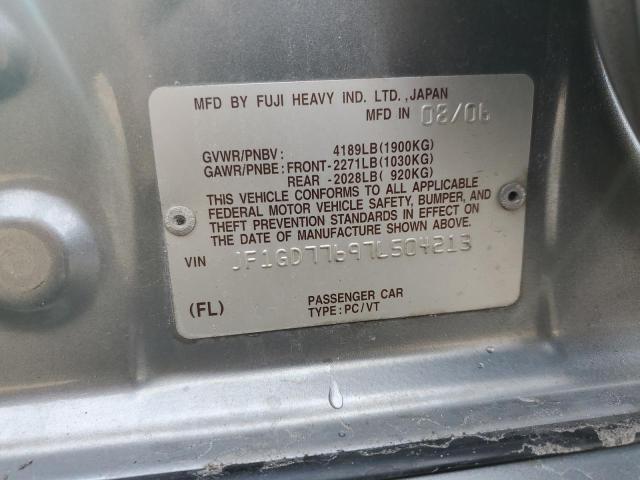 MFD BY FUJI HEAVY IND. LTD.,JAPAN
MFD IN 08/06
GVWR/PNBV: 4189LB(1900KG)
GAWR/PNBE:FRONT-2271LB(1030KG)
REAR -2028LB( 920KG)
THIS VEHICLE CONFORMS TO ALL APPLICABLE
FEDERAL MOTOR VEHICLE SAFETY, BUMPER, AND
THEFT PREVENTION STANDARDS IN EFFECT ON
THE DATE OF MANUFACTURE SHOWN ABOVE.
VIN JF1GD77697L504213
PASSENGER CAR
(FL) TYPE:PC/VT